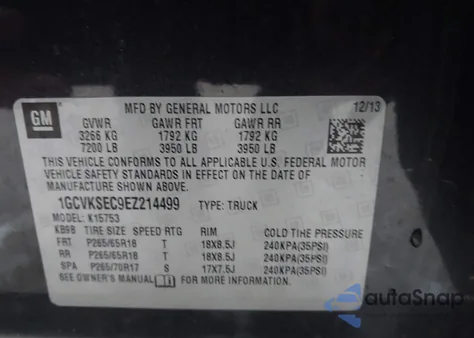 GM
MFD BY GENERAL MOTORS LLC 12/13
GVWR GAWR FRT GAWR RR
3266 KG 1792 KG 1792 KG
7200 LB 3950 LB 3950 LB
THIS VEHICLE CONFORMS TO ALL APPLICABLE U.S. FEDERAL MOTOR
VEHICLE SAFETY STANDARDS IN EFFECT ON THE DATE OF
MANUFACTURE SHOWN ABOVE.
1GCVKSEC9EZ214499 TYPE: TRUCK
MODEL: K15753
KB9B TIRE SIZE SPEED RTG RIM COLD TIRE PRESSURE
FRT P265/65R18 T 18X8.5J 240KPA(35PSI)
RR P265/65R18 T 18X8.5J 240KPA(35PSI)
SPA P265/70R17 S 17X7.5J 240KPA(35PSI)
SEE OWNER'S MANUAL FOR MORE INFORMATION.
autoSnap